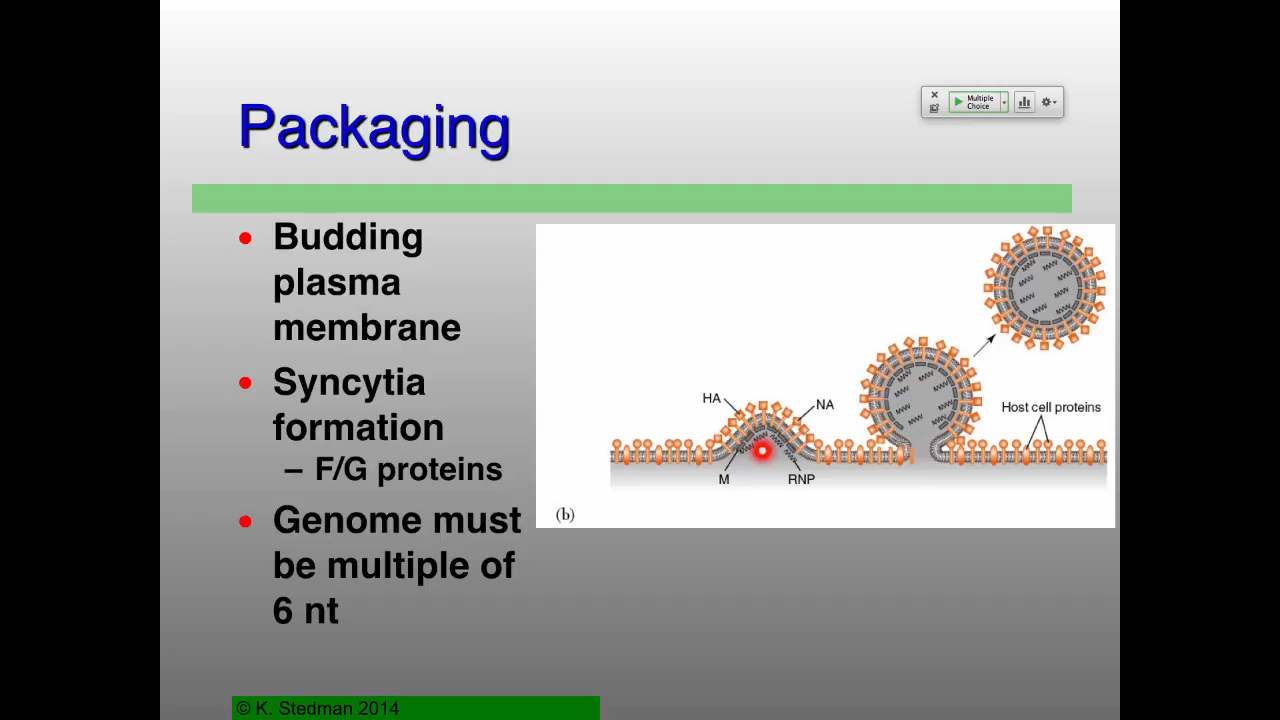 Packaging
Multiple
Choice
• Budding
plasma
membrane
• Syncytia
formation
– F/G proteins
• Genome must
be multiple of
6 nt
HA
NA
Host cell proteins
M
RNP
(b)
© K. Stedman 2014